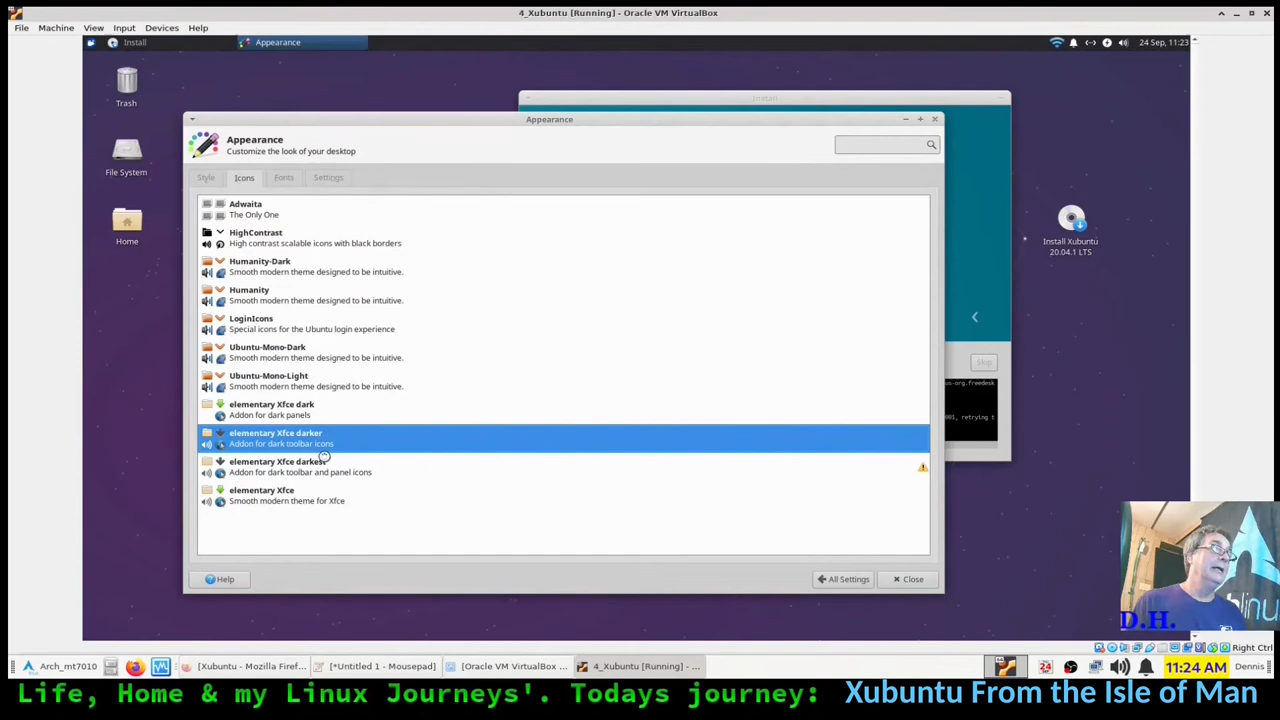 4_Xubuntu [Running] - Oracle VM VirtualBox
File Machine View Input Devices Help
Install
Appearance
24 Sep, 11:23
Trash
File System
Home
Install
Appearance
Appearance
Customize the look of your desktop
Style Icons Fonts Settings
Adwaita
The Only One
HighContrast
High contrast scalable icons with black borders
Humanity-Dark
Smooth modern theme designed to be intuitive.
Humanity
Smooth modern theme designed to be intuitive.
LoginIcons
Special icons for the Ubuntu login experience
Ubuntu-Mono-Dark
Smooth modern theme designed to be intuitive.
Ubuntu-Mono-Light
Smooth modern theme designed to be intuitive.
elementary Xfce dark
Addon for dark panels
elementary Xfce darker
Addon for dark toolbar icons
elementary Xfce darkest
Addon for dark toolbar and panel icons
elementary Xfce
Smooth modern theme for Xfce
Help
All Settings
Close
Skip
us-org.freedesk
001, retrying t
Install Xubuntu
20.04.1 LTS
D.H.
Right Ctrl
Arch_mt7010
[Xubuntu - Mozilla Firef...
[*Untitled 1 - Mousepad]
[Oracle VM VirtualBox ...
4_Xubuntu [Running] - ...
24
11:24 AM
Dennis
Life, Home & my Linux Journeys'. Todays journey: Xubuntu From the Isle of Man